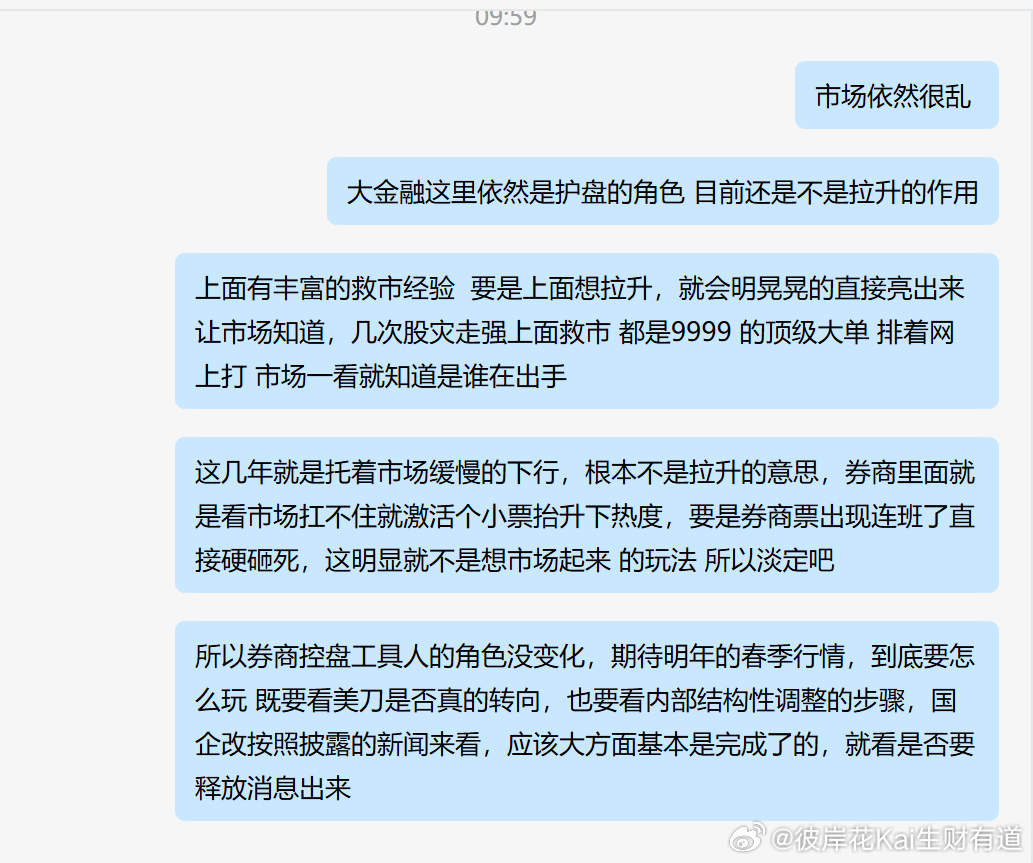 09:59
市场依然很乱
大金融这里依然是护盘的角色 目前还是不是拉升的作用
上面有丰富的救市经验  要是上面想拉升，就会明晃晃的直接亮出来
让市场知道，几次股灾走强上面救市 都是9999 的顶级大单 排着网
上打 市场一看就知道是谁在出手
这几年就是托着市场缓慢的下行，根本不是拉升的意思，券商里面就
是看市场扛不住就激活个小票抬升下热度，要是券商票出现连班了直
接硬砸死，这明显就不是想市场起来 的玩法 所以淡定吧
所以券商控盘工具人的角色没变化，期待明年的春季行情，到底要怎
么玩 既要看美刀是否真的转向，也要看内部结构性调整的步骤，国
企改按照披露的新闻来看，应该大方面基本是完成了的，就看是否要
释放消息出来
@彼岸花Kai生财有道